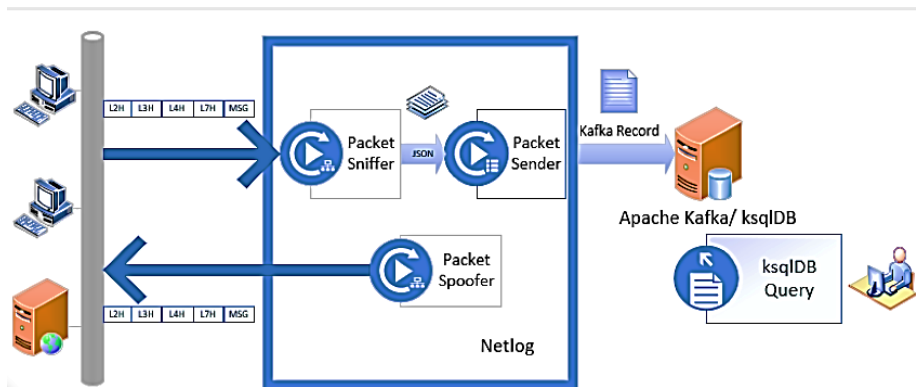 L2H L3H L4H L7H MSG
Packet
Sniffer
JSON
Packet
Sender
Kafka Record
Apache Kafka/ ksqlDB
Packet
Spoofer
ksqlDB
Query
L2H L3H L4H L7H MSG
Netlog